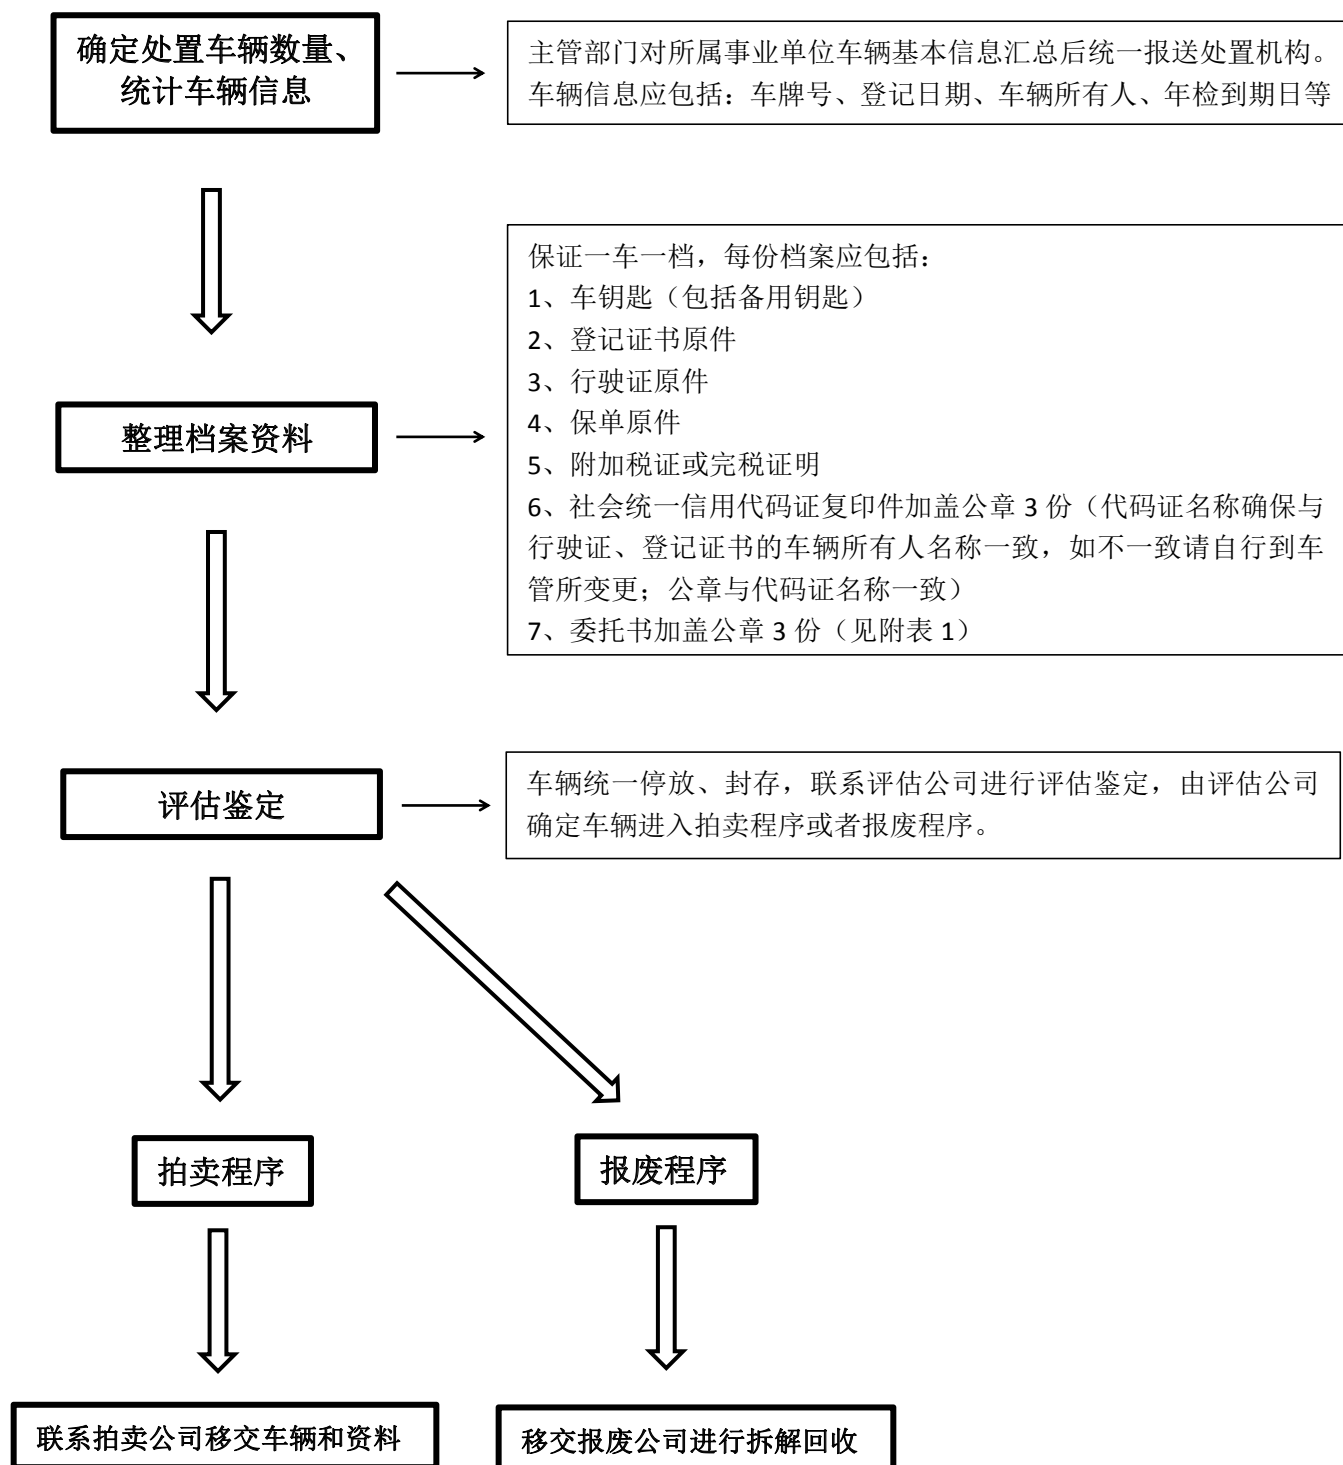 确定处置车辆数量、
统计车辆信息
主管部门对所属事业单位车辆基本信息汇总后统一报送处置机构。
车辆信息应包括：车牌号、登记日期、车辆所有人、年检到期日等
保证一车一档，每份档案应包括：
1、车钥匙（包括备用钥匙）
2、登记证书原件
3、行驶证原件
整理档案资料
4、保单原件
5、附加税证或完税证明
6、社会统一信用代码证复印件加盖公章 3 份（代码证名称确保与
行驶证、登记证书的车辆所有人名称一致，如不一致请自行到车
管所变更；公章与代码证名称一致）
7、委托书加盖公章 3 份（见附表 1）
评估鉴定
车辆统一停放、封存，联系评估公司进行评估鉴定，由评估公司
确定车辆进入拍卖程序或者报废程序。
拍卖程序
报废程序
联系拍卖公司移交车辆和资料
移交报废公司进行拆解回收